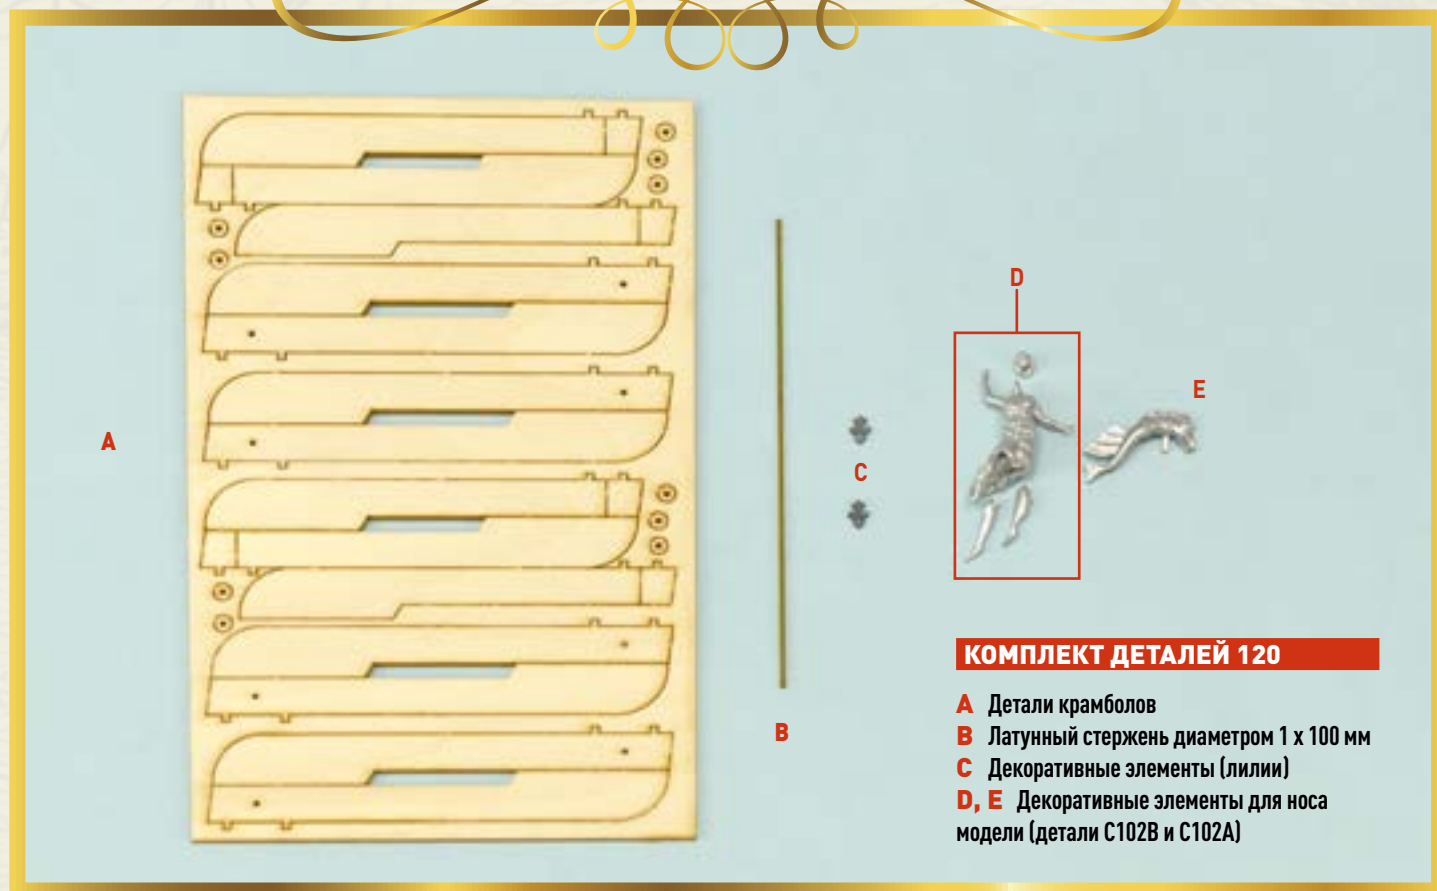 A
B
C
D
E
КОМПЛЕКТ ДЕТАЛЕЙ 120
A Детали крамболов
B Латунный стержень диаметром 1 x 100 мм
C Декоративные элементы (лилии)
D, E Декоративные элементы для носа
модели (детали C102B и C102A)